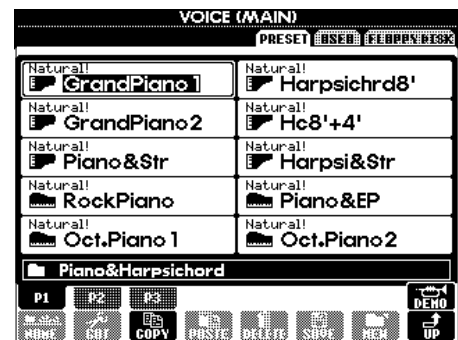 VOICE (MAIN)
PRESET USER FLOPPY DISK
Natural! Natural!
GrandPiano1 Harpsichrd8'
Natural! Natural!
GrandPiano2 Hc8'+4'
Natural! Natural!
Piano&Str Harpsi&Str
Natural! Natural!
RockPiano Piano&EP
Natural! Natural!
Oct.Piano1 Oct.Piano2
Piano&Harpsichord
P1 P2 P3 DEMO
NAME CUT COPY PASTE DELETE SAVE NEW UP